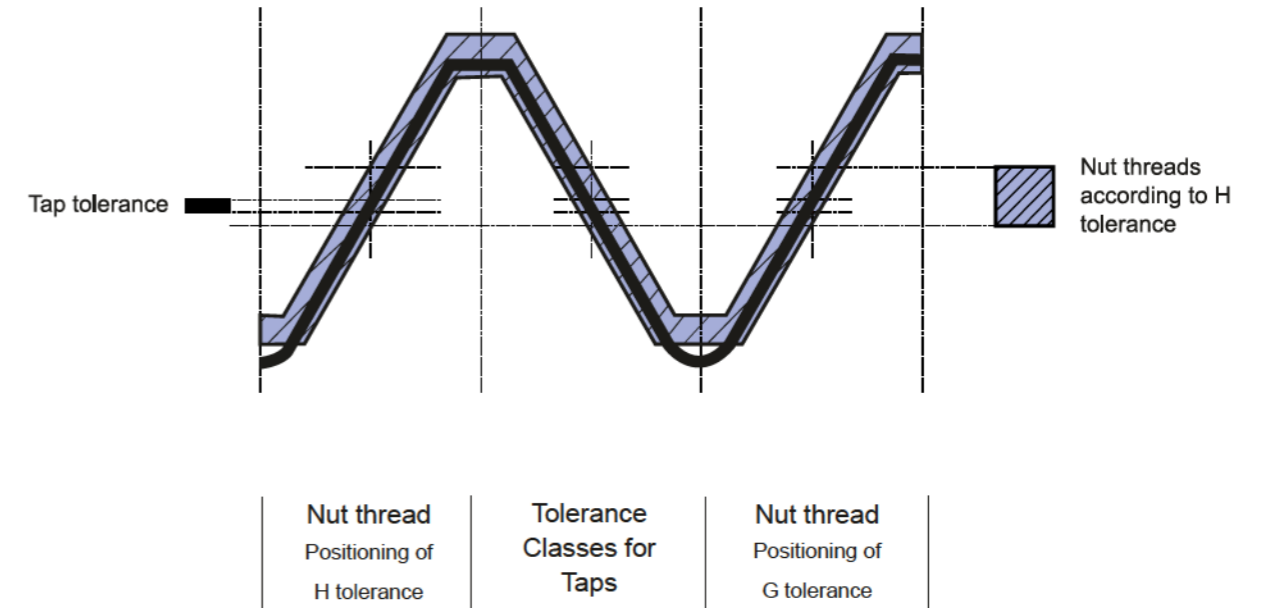 Tap tolerance
Nut threads
according to H
tolerance
Nut thread
Positioning of
H tolerance
Tolerance
Classes for
Taps
Nut thread
Positioning of
G tolerance